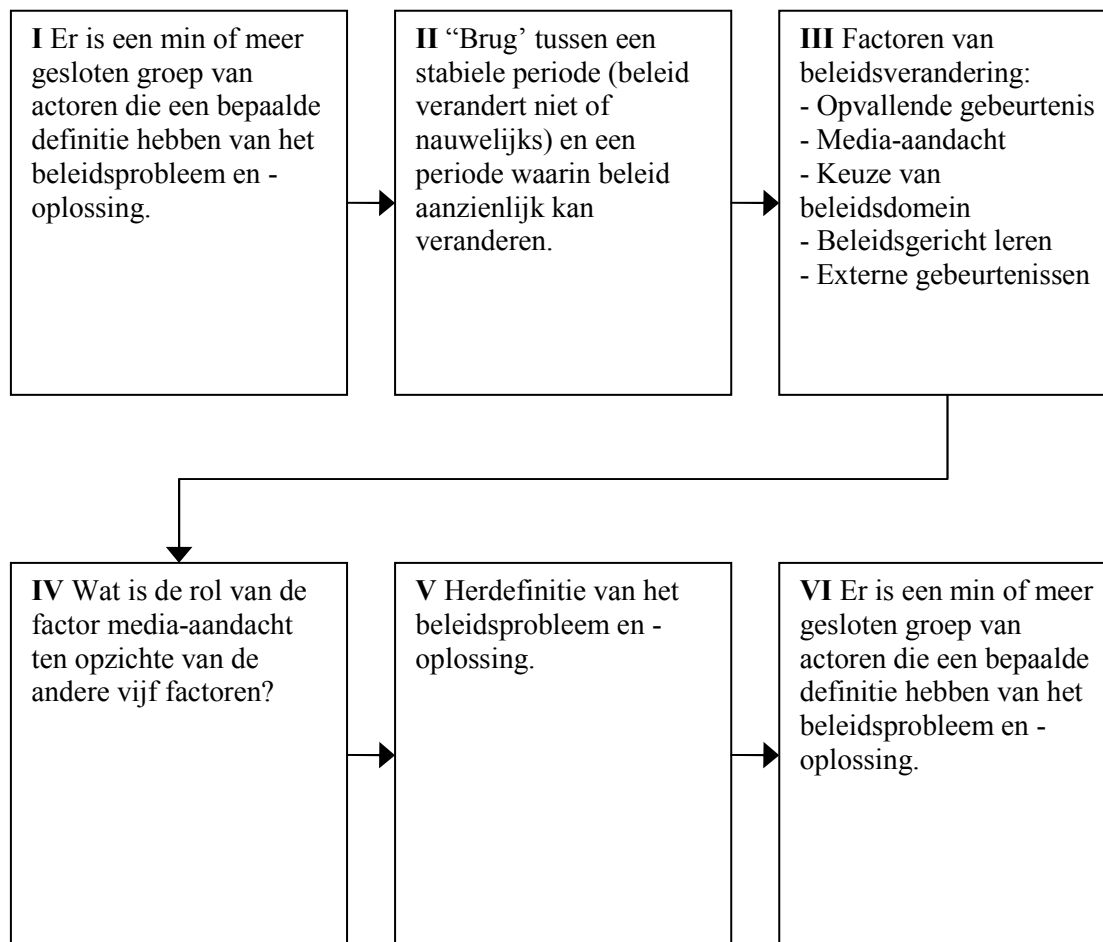 I Er is een min of meer
gesloten groep van
actoren die een bepaalde
definitie hebben van het
beleidsprobleem en -
oplossing.
II “Brug’ tussen een
stabiele periode (beleid
verandert niet of
nauwelijks) en een
periode waarin beleid
aanzienlijk kan
veranderen.
III Factoren van
beleidsverandering:
- Opvallende gebeurtenis
- Media-aandacht
- Keuze van
beleidsdomein
- Beleidsgericht leren
- Externe gebeurtenissen
IV Wat is de rol van de
factor media-aandacht
ten opzichte van de
andere vijf factoren?
V Herdefinitie van het
beleidsprobleem en -
oplossing.
VI Er is een min of meer
gesloten groep van
actoren die een bepaalde
definitie hebben van het
beleidsprobleem en -
oplossing.